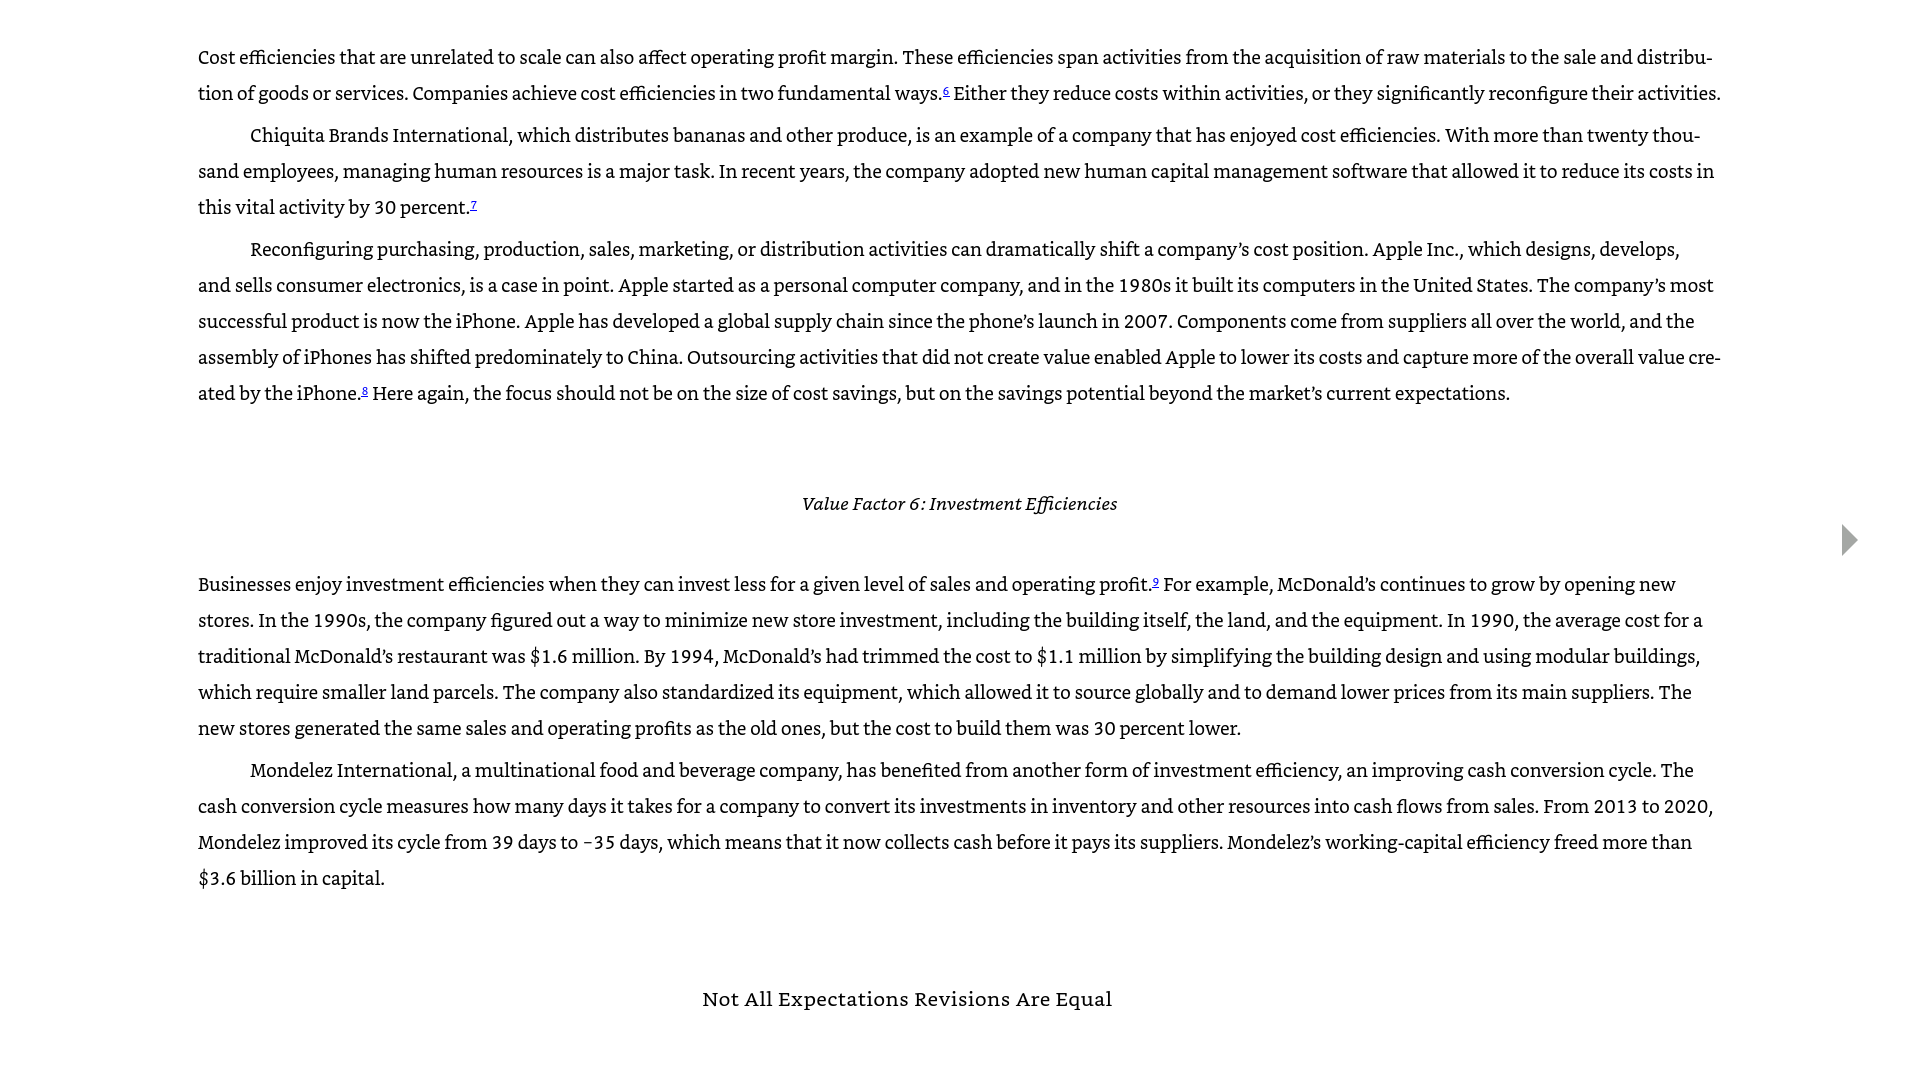 Cost efficiencies that are unrelated to scale can also affect operating profit margin. These efficiencies span activities from the acquisition of raw materials to the sale and distribu-
tion of goods or services. Companies achieve cost efficiencies in two fundamental ways.6 Either they reduce costs within activities, or they significantly reconfigure their activities.
Chiquita Brands International, which distributes bananas and other produce, is an example of a company that has enjoyed cost efficiencies. With more than twenty thou-
sand employees, managing human resources is a major task. In recent years, the company adopted new human capital management software that allowed it to reduce its costs in
this vital activity by 30 percent.7
Reconfiguring purchasing, production, sales, marketing, or distribution activities can dramatically shift a company’s cost position. Apple Inc., which designs, develops,
and sells consumer electronics, is a case in point. Apple started as a personal computer company, and in the 1980s it built its computers in the United States. The company’s most
successful product is now the iPhone. Apple has developed a global supply chain since the phone’s launch in 2007. Components come from suppliers all over the world, and the
assembly of iPhones has shifted predominately to China. Outsourcing activities that did not create value enabled Apple to lower its costs and capture more of the overall value cre-
ated by the iPhone.8 Here again, the focus should not be on the size of cost savings, but on the savings potential beyond the market’s current expectations.
Value Factor 6: Investment Efficiencies
Businesses enjoy investment efficiencies when they can invest less for a given level of sales and operating profit.9 For example, McDonald’s continues to grow by opening new
stores. In the 1990s, the company figured out a way to minimize new store investment, including the building itself, the land, and the equipment. In 1990, the average cost for a
traditional McDonald’s restaurant was $1.6 million. By 1994, McDonald’s had trimmed the cost to $1.1 million by simplifying the building design and using modular buildings,
which require smaller land parcels. The company also standardized its equipment, which allowed it to source globally and to demand lower prices from its main suppliers. The
new stores generated the same sales and operating profits as the old ones, but the cost to build them was 30 percent lower.
Mondelez International, a multinational food and beverage company, has benefited from another form of investment efficiency, an improving cash conversion cycle. The
cash conversion cycle measures how many days it takes for a company to convert its investments in inventory and other resources into cash flows from sales. From 2013 to 2020,
Mondelez improved its cycle from 39 days to −35 days, which means that it now collects cash before it pays its suppliers. Mondelez’s working-capital efficiency freed more than
$3.6 billion in capital.
Not All Expectations Revisions Are Equal